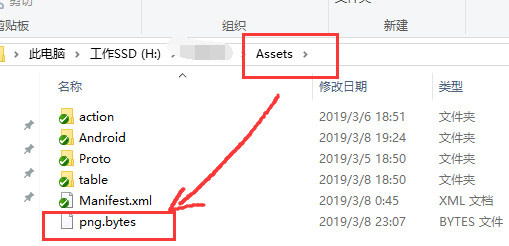 剪切
剪贴板 组织 新建
此电脑 工作SSD (H:) Assets
名称 修改日期 类型
action 2019/3/6 18:51 文件夹
Android 2019/3/8 19:24 文件夹
Proto 2019/3/5 18:50 文件夹
table 2019/3/8 18:50 文件夹
Manifest.xml 2019/3/8 0:45 XML 文档
png.bytes 2019/3/8 23:07 BYTES 文件